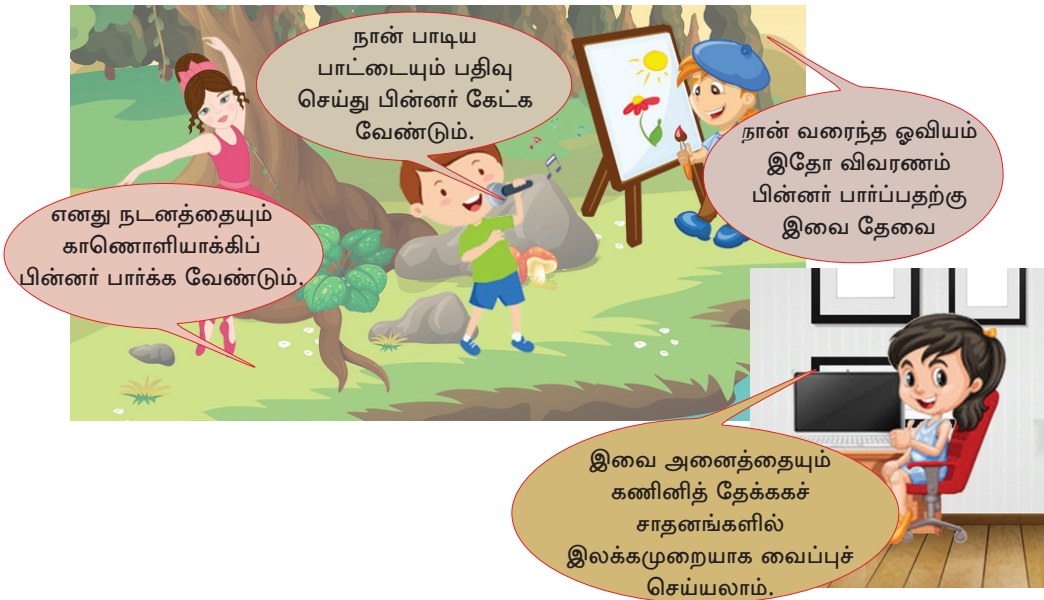 நான் பாடிய
பாட்டையும் பதிவு
செய்து பின்னர் கேட்க
வேண்டும்.
நான் வரைந்த ஓவியம்
இதோ விவரணம்
பின்னர் பார்ப்பதற்கு
இவை தேவை
எனது நடனத்தையும்
காணொளியாக்கிப்
பின்னர் பார்க்க வேண்டும்.
இவை அனைத்தையும்
கணினித் தேக்ககச்
சாதனங்களில்
இலக்கமுறையாக வைப்புச்
செய்யலாம்.